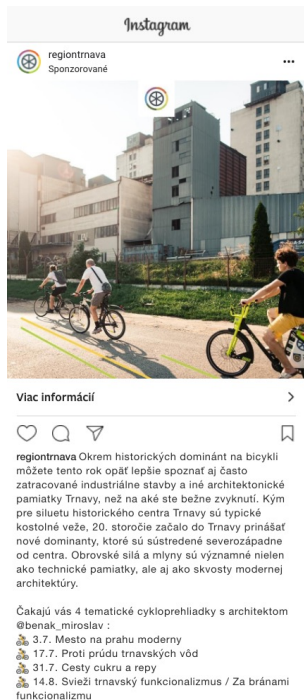 Instagram
regiontrnava
Sponzorované
Viac informácií
regiontrnava Okrem historických dominánt na bicykli
môžete tento rok opäť lepšie spoznať aj často
zatracované industriálne stavby a iné architektonické
pamiatky Trnavy, než na aké ste bežne zvyknutí. Kým
pre siluetu historického centra Trnavy sú typické
kostolné veže, 20. storočie začalo do Trnavy prinášať
nové dominanty, ktoré sú sústredené severozápadne
od centra. Obrovské silá a mlyny sú významné nielen
ako technické pamiatky, ale aj ako skvosty modernej
architektúry.
Čakajú vás 4 tematické cykloprehliadky s architektom
@benak_miroslav :
🚴 3.7. Mesto na prahu moderny
🚴 17.7. Proti prúdu trnavských vôd
🚴 31.7. Cesty cukru a repy
🚴 14.8. Svieži trnavský funkcionalizmus / Za bránami
funkcionalizmu